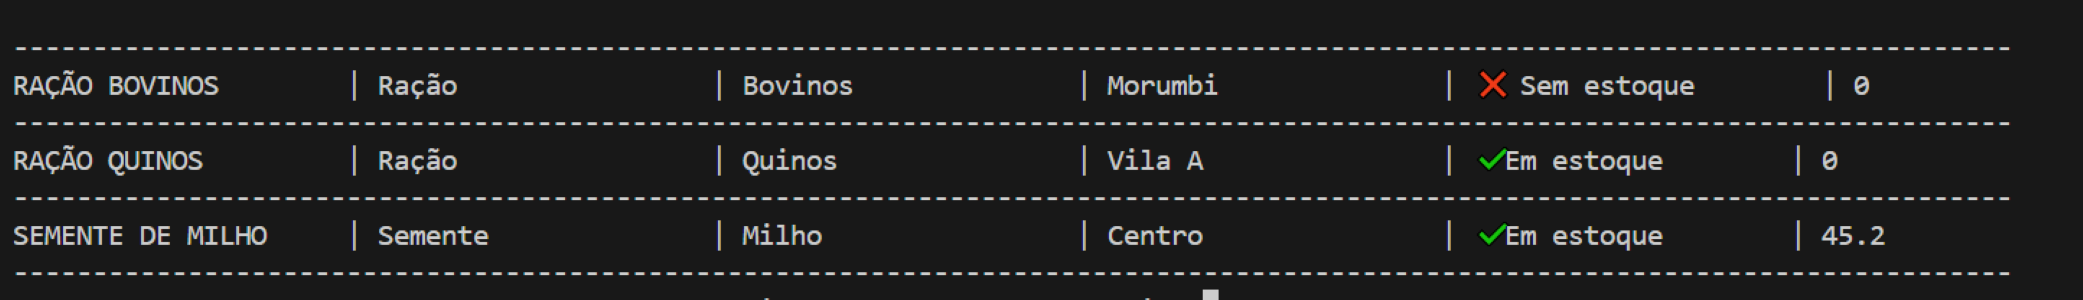 --------------------------------------------------------------------------------------------------------------------------------
RAÇÃO BOVINOS | Ração | Bovinos | Morumbi | ❌ Sem estoque | 0
--------------------------------------------------------------------------------------------------------------------------------
RAÇÃO QUINOS | Ração | Quinos | Vila A | ✔Em estoque | 0
--------------------------------------------------------------------------------------------------------------------------------
SEMENTE DE MILHO | Semente | Milho | Centro | ✔Em estoque | 45.2
--------------------------------------------------------------------------------------------------------------------------------